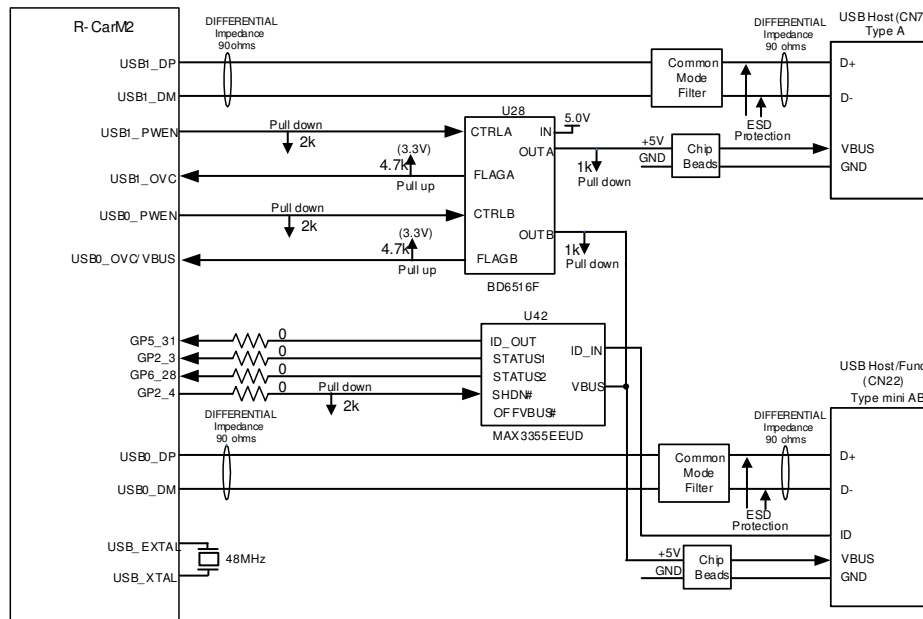 R-CarM2
DIFFERENTIAL
Impedance
90ohms
DIFFERENTIAL
Impedance
90 ohms
USB Host (CN7
Type A
USB1_DP
USB1_DM
Common
Mode
Filter
D+
D-
ESD
Protection
U28
USB1_PWEN
Pull down
2k
CTRLA
IN
5.0V
OUTA
+5V
GND
Chip
Beads
VBUS
GND
1k
Pull down
USB1_OVC
(3.3V)
4.7k
Pull up
FLAGA
USB0_PWEN
Pull down
2k
CTRLB
OUTB
1k
Pull down
USB0_OVC/VBUS
(3.3V)
4.7k
Pull up
FLAGB
BD6516F
U42
GP5_31
0
ID_OUT
ID_IN
GP2_3
0
STATUS1
GP6_28
0
STATUS2
VBUS
GP2_4
0
Pull down
2k
SHDN#
OFFVBUS#
MAX3355EEUD
USB Host/Func
(CN22)
Type mini AB
DIFFERENTIAL
Impedance
90 ohms
DIFFERENTIAL
Impedance
90 ohms
USB0_DP
USB0_DM
Common
Mode
Filter
D+
D-
ESD
Protection
ID
USB_EXTAL
USB_XTAL
48MHz
+5V
GND
Chip
Beads
VBUS
GND